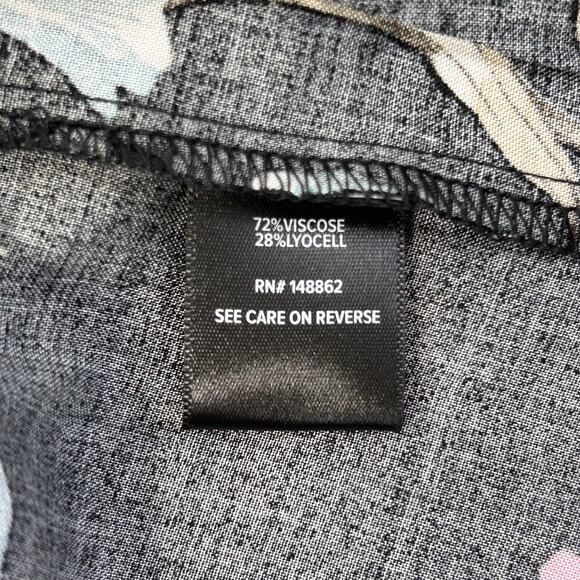 72%VISCOSE
28%LYOCELL
RN# 148862
SEE CARE ON REVERSE